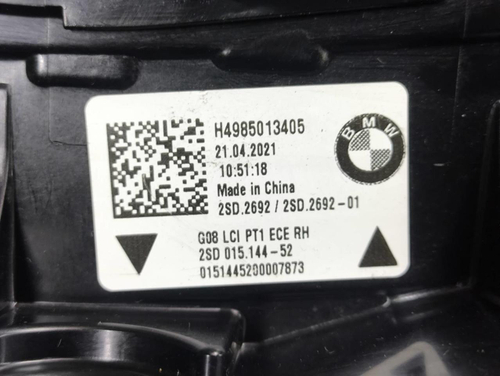 H4985013405
21.04.2021
10:51:18
Made in China
2SD.2692 / 2SD.2692-01
BMW
G08 LCI PT1 ECE RH
2SD 015.144-52
0151445200007873